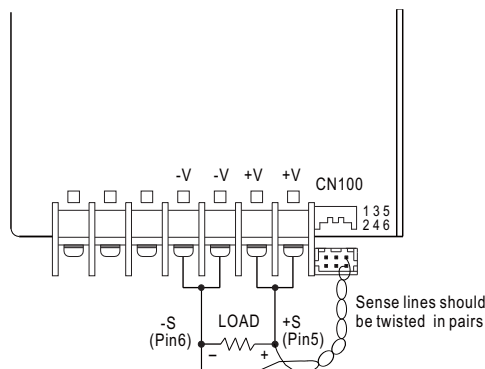 -V -V +V +V
CN100
1 3 5
2 4 6
Sense lines should
be twisted in pairs
-S
(Pin6)
LOAD
+S
(Pin5)
– +